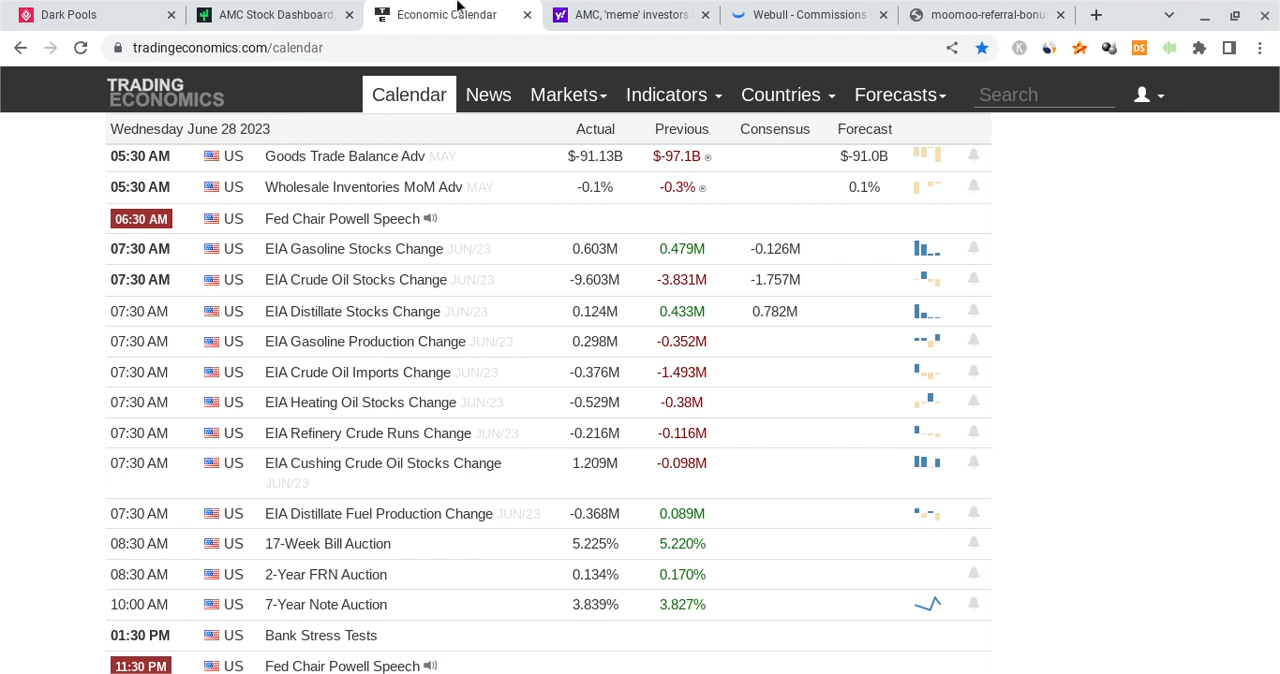 Dark Pools AMC Stock Dashboard, Economic Calendar AMC, 'meme' investors Webull - Commissions moomoo-referral-bonu
tradingeconomics.com/calendar K DS
TRADING ECONOMICS Calendar News Markets Indicators Countries Forecasts Search
Wednesday June 28 2023 Actual Previous Consensus Forecast
05:30 AM US Goods Trade Balance Adv MAY $-91.13B $-97.1B ® $-91.0B
05:30 AM US Wholesale Inventories MoM Adv MAY -0.1% -0.3% ® 0.1%
06:30 AM US Fed Chair Powell Speech
07:30 AM US EIA Gasoline Stocks Change JUN/23 0.603M 0.479M -0.126M
07:30 AM US EIA Crude Oil Stocks Change JUN/23 -9.603M -3.831M -1.757M
07:30 AM US EIA Distillate Stocks Change JUN/23 0.124M 0.433M 0.782M
07:30 AM US EIA Gasoline Production Change JUN/23 0.298M -0.352M
07:30 AM US EIA Crude Oil Imports Change JUN/23 -0.376M -1.493M
07:30 AM US EIA Heating Oil Stocks Change JUN/23 -0.529M -0.38M
07:30 AM US EIA Refinery Crude Runs Change JUN/23 -0.216M -0.116M
07:30 AM US EIA Cushing Crude Oil Stocks Change 1.209M -0.098M
JUN/23
07:30 AM US EIA Distillate Fuel Production Change JUN/23 -0.368M 0.089M
08:30 AM US 17-Week Bill Auction 5.225% 5.220%
08:30 AM US 2-Year FRN Auction 0.134% 0.170%
10:00 AM US 7-Year Note Auction 3.839% 3.827%
01:30 PM US Bank Stress Tests
11:30 PM US Fed Chair Powell Speech